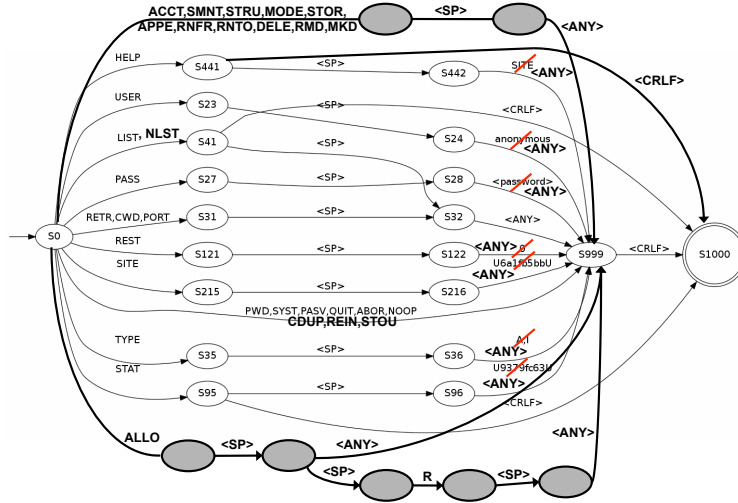 ACCT,SMNT,STRU,MODE,STOR,
APPE,RNFR,RNTO,DELE,RMD,MKD
<SP>
<ANY>
HELP
S441
<SP>
S442
SITE
<ANY>
<CRLF>
USER
S23
<SP>
<CRLF>
LIST, NLST
S41
<SP>
S24
anonymous
<ANY>
PASS
S27
<SP>
S28
<password>
<ANY>
RETR,CWD,PORT
S31
<SP>
S32
<ANY>
S0
REST
S121
<SP>
S122
<ANY> 0
S999
<CRLF>
S1000
SITE
S215
<SP>
S216
U6a1fb5bbU
<ANY>
PWD,SYST,PASV,QUIT,ABOR,NOOP
CDUP,REIN,STOU
TYPE
S35
<SP>
S36
A,I
<ANY>
STAT
S95
<SP>
S96
U9379fc63U
<ANY>
<CRLF>
ALLO
<SP>
<ANY>
<ANY>
<SP>
R
<SP>